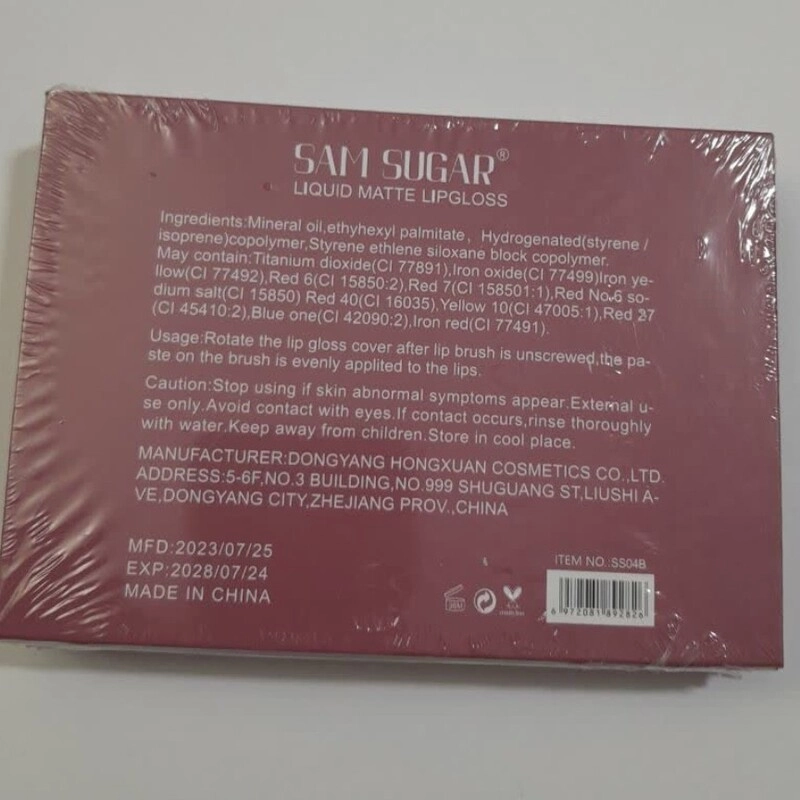 SAM SUGAR®
LIQUID MATTE LIPGLOSS
Ingredients:Mineral oil,ethyhexyl palmitate, Hydrogenated(styrene /
isoprene)copolymer.Styrene ethlene siloxane block copolymer.
May contain:Titanium dioxide(CI 77891),Iron oxide(CI 77499)Iron ye-
llow(CI 77492),Red 6(CI 15850:2),Red 7(CI 158501:1),Red No.6 so-
dium salt(CI 15850) Red 40(CI 16035),Yellow 10(CI 47005:1),Red 27
(CI 45410:2),Blue one(CI 42090:2),Iron red(CI 77491).
Usage:Rotate the lip gloss cover after lip brush is unscrewed,the pa-
ste on the brush is evenly applited to the lips.
Caution:Stop using if skin abnormal symptoms appear.External u-
se only.Avoid contact with eyes.If contact occurs,rinse thoroughly
with water.Keep away from children.Store in cool place.
MANUFACTURER:DONGYANG HONGXUAN COSMETICS CO.,LTD.
ADDRESS:5-6F,NO.3 BUILDING,NO.999 SHUGUANG ST,LIUSHI A-
VE,DONGYANG CITY,ZHEJIANG PROV.,CHINA
MFD:2023/07/25
EXP:2028/07/24
MADE IN CHINA
ITEM NO.:SS04B
36M
6 972081 892626